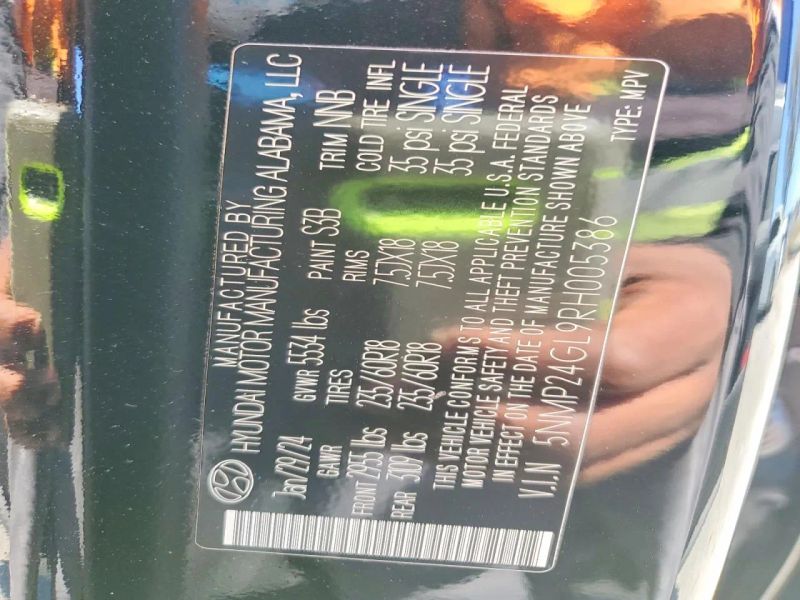 MANUFACTURED BY
HYUNDAI MOTOR MANUFACTURING ALABAMA, LLC
Jan/29/24 GVWR 5534 lbs PAINT S3B TRIM NNB
GAWR TIRES RIMS COLD TIRE INFL
FRONT 2955 lbs 235/60R18 7.5JX18 35 psi SINGLE
REAR 3109 lbs 235/60R18 7.5JX18 35 psi SINGLE
THIS VEHICLE CONFORMS TO ALL APPLICABLE U.S.A. FEDERAL
MOTOR VEHICLE SAFETY AND THEFT PREVENTION STANDARDS
IN EFFECT ON THE DATE OF MANUFACTURE SHOWN ABOVE
V.I.N 5NMP24GL9RH005386 TYPE: MPV